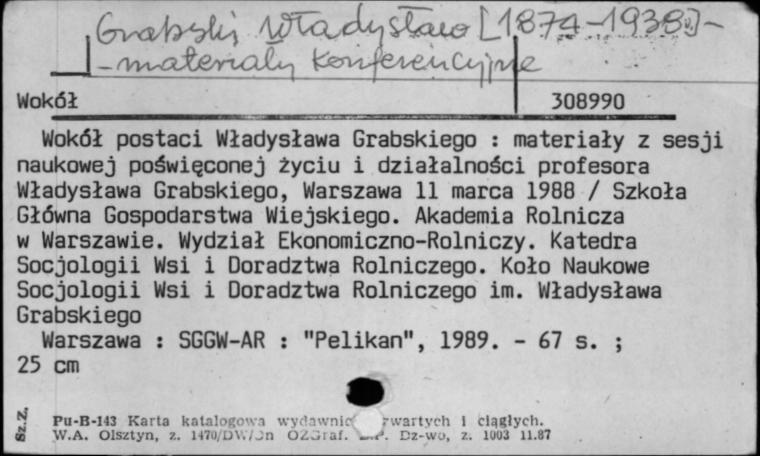 Grabski, Władysław [1874-1938] -
- materiały konferencyjne
Wokół 308990
Wokół postaci Władysława Grabskiego : materiały z sesji
naukowej poświęconej życiu i działalności profesora
Władysława Grabskiego, Warszawa 11 marca 1988 / Szkoła
Główna Gospodarstwa Wiejskiego. Akademia Rolnicza
w Warszawie. Wydział Ekonomiczno-Rolniczy. Katedra
Socjologii Wsi i Doradztwa Rolniczego. Koło Naukowe
Socjologii Wsi i Doradztwa Rolniczego im. Władysława
Grabskiego
Warszawa : SGGW-AR : "Pelikan", 1989. - 67 s. ;
25 cm
Sz.Z.
Pu-B-143 Karta katalogowa wydawnic rwartych i ciągłych.
W.A. Olsztyn, z. 1470/DW/Jn OZGraf. Dz-wo, z. 1003 11.87